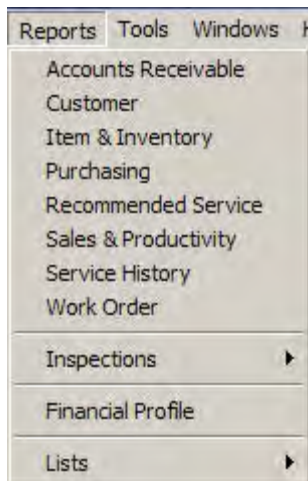 Reports Tools Windows H
Accounts Receivable
Customer
Item & Inventory
Purchasing
Recommended Service
Sales & Productivity
Service History
Work Order
Inspections
Financial Profile
Lists